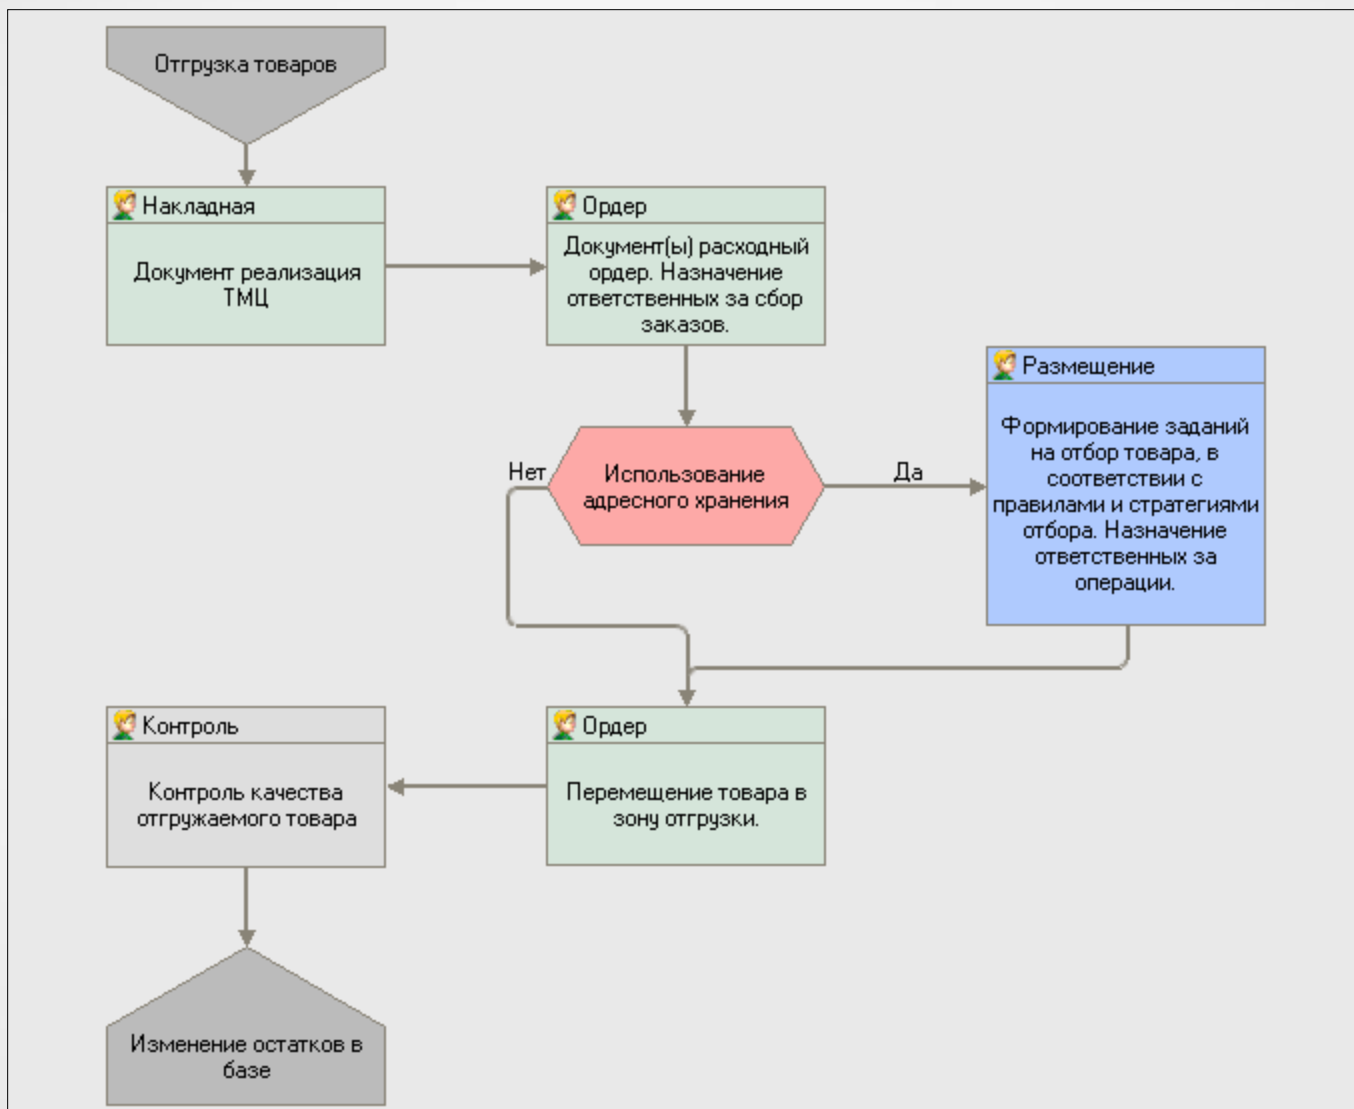 Отгрузка товаров
Накладная
Документ реализация
ТМЦ
Ордер
Документ(ы) расходный
ордер. Назначение
ответственных за сбор
заказов.
Использование
адресного хранения
Нет
Да
Размещение
Формирование заданий
на отбор товара, в
соответствии с
правилами и стратегиями
отбора. Назначение
ответственных за
операции.
Ордер
Перемещение товара в
зону отгрузки.
Контроль
Контроль качества
отгружаемого товара
Изменение остатков в
базе